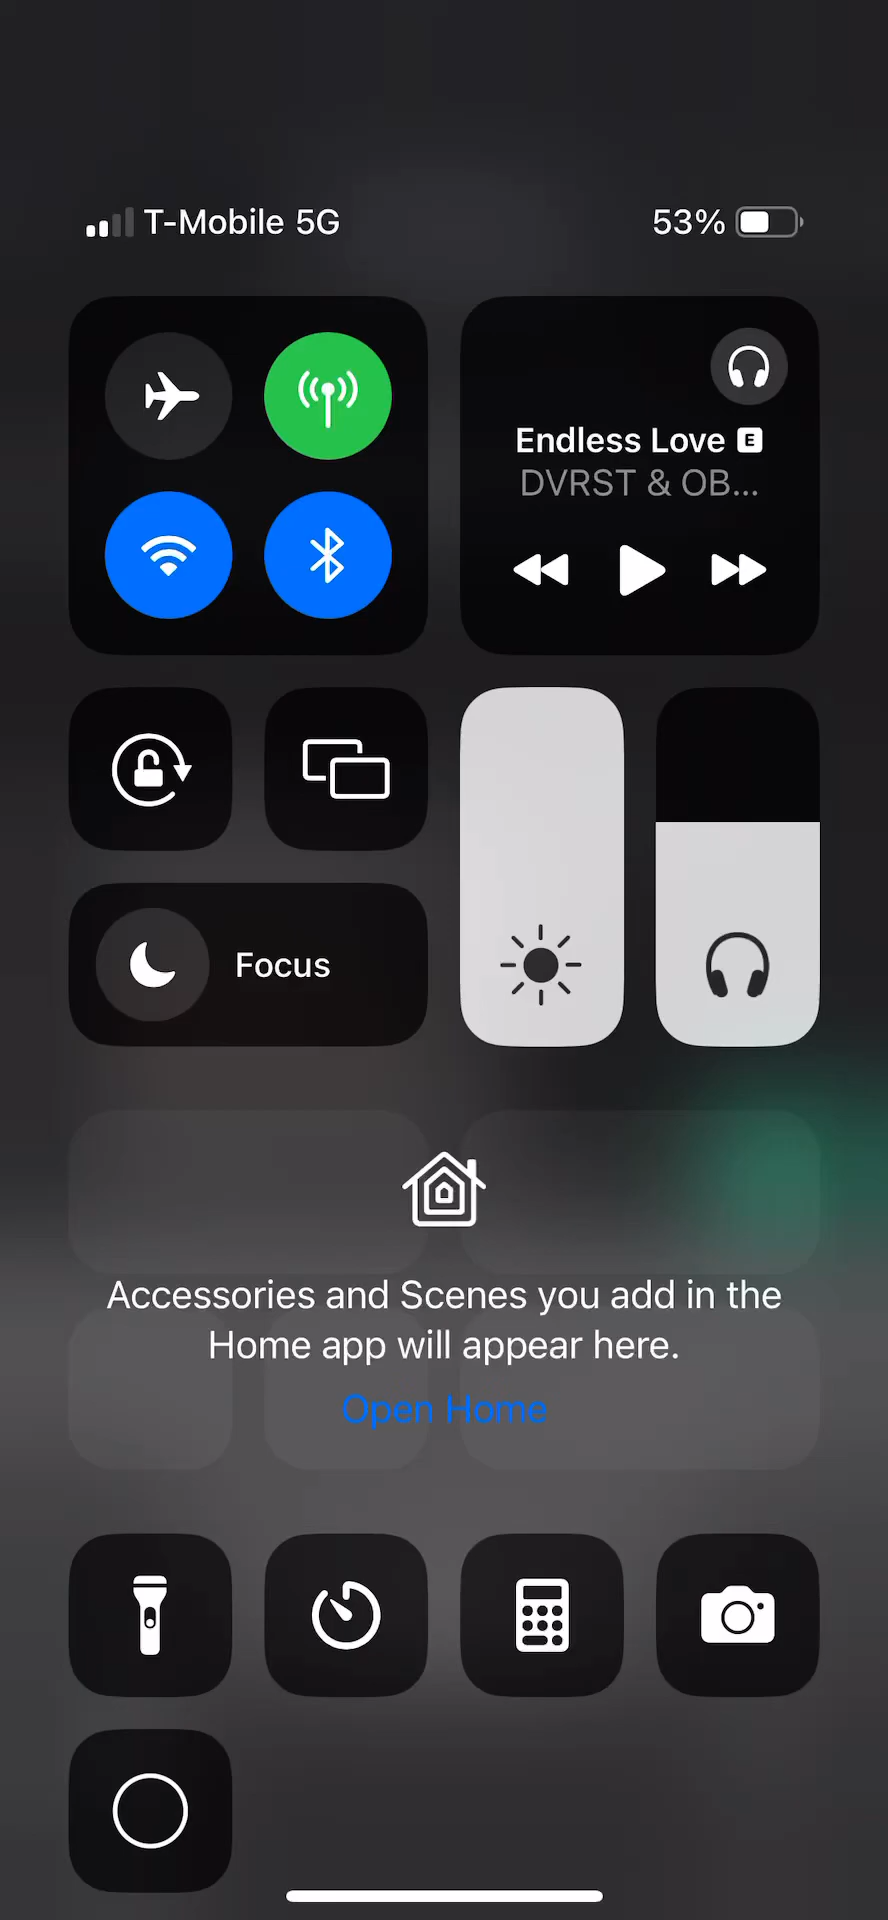 T-Mobile 5G
53%
Endless Love E
DVRST & OB...
Focus
Accessories and Scenes you add in the
Home app will appear here.
Open Home